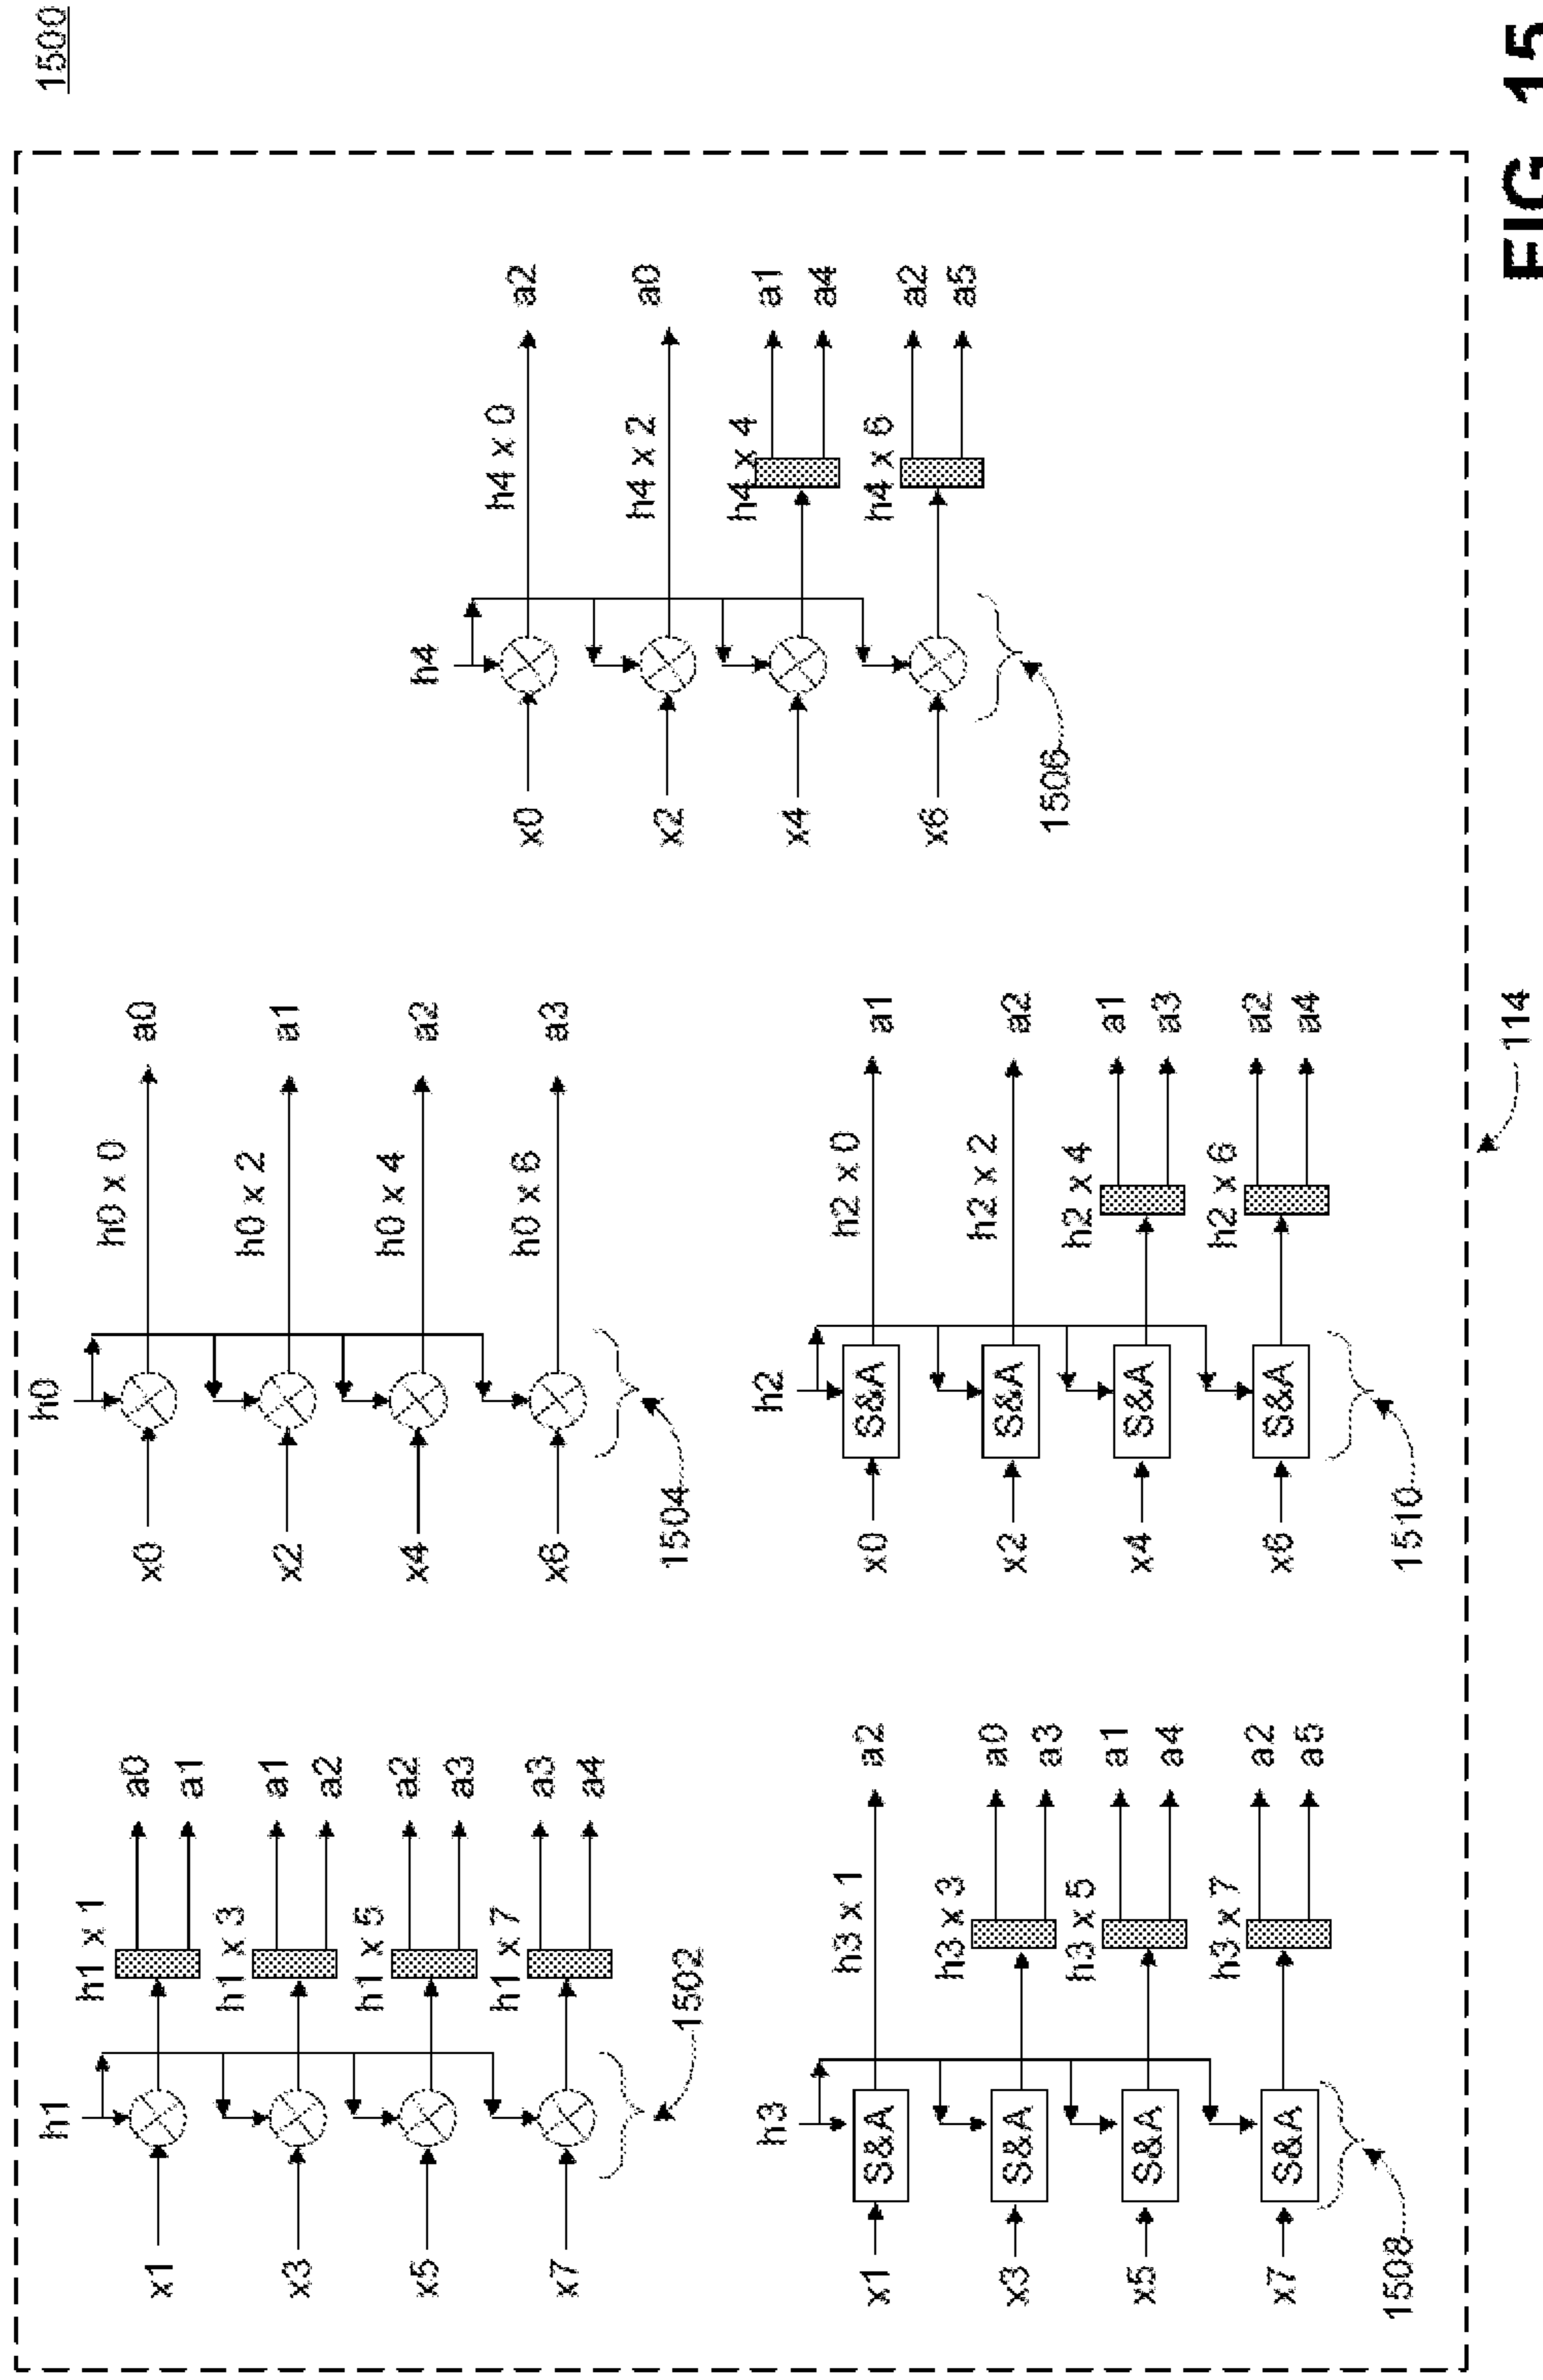 1500
h1
x1
h1 x 1
a0
a1
x3
h1 x 3
a1
a2
x5
h1 x 5
a2
a3
x7
h1 x 7
a3
a4
1502
h0
x0
h0 x 0
a0
x2
h0 x 2
a1
x4
h0 x 4
a2
x6
h0 x 6
a3
1504
h4
x0
h4 x 0
a2
x2
h4 x 2
a0
x4
h4 x 4
a1
a4
x6
h4 x 6
a2
a5
1506
h3
x1
S&A
h3 x 1
a2
x3
S&A
h3 x 3
a0
a3
x5
S&A
h3 x 5
a1
a4
x7
S&A
h3 x 7
a2
a5
1508
h2
x0
S&A
h2 x 0
a1
x2
S&A
h2 x 2
a2
x4
S&A
h2 x 4
a1
a3
x6
S&A
h2 x 6
a2
a4
1510
114
FIG 15